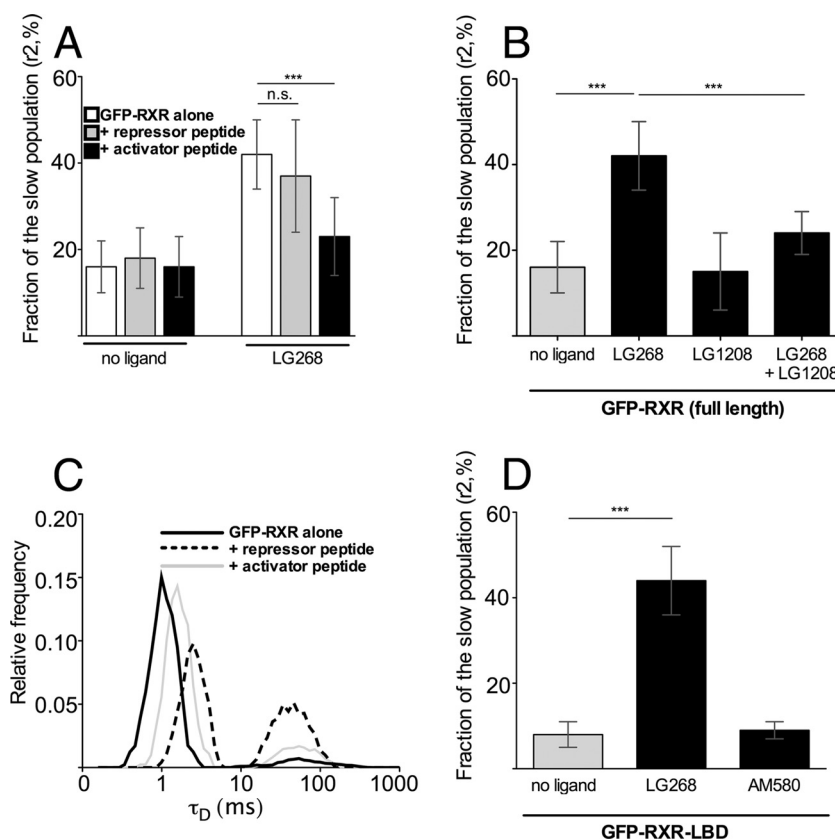 A
Fraction of the slow population (r2,%)
60
40
20
GFP-RXR alone
+ repressor peptide
+ activator peptide
***
n.s.
no ligand
LG268
B
Fraction of the slow population (r2,%)
60
40
20
***
***
no ligand
LG268
LG1208
LG268
+ LG1208
GFP-RXR (full length)
C
Relative frequency
0.20
0.15
0.10
0.05
GFP-RXR alone
+ repressor peptide
+ activator peptide
0
1
10
100
1000
τD (ms)
D
Fraction of the slow population (r2,%)
60
40
20
***
no ligand
LG268
AM580
GFP-RXR-LBD